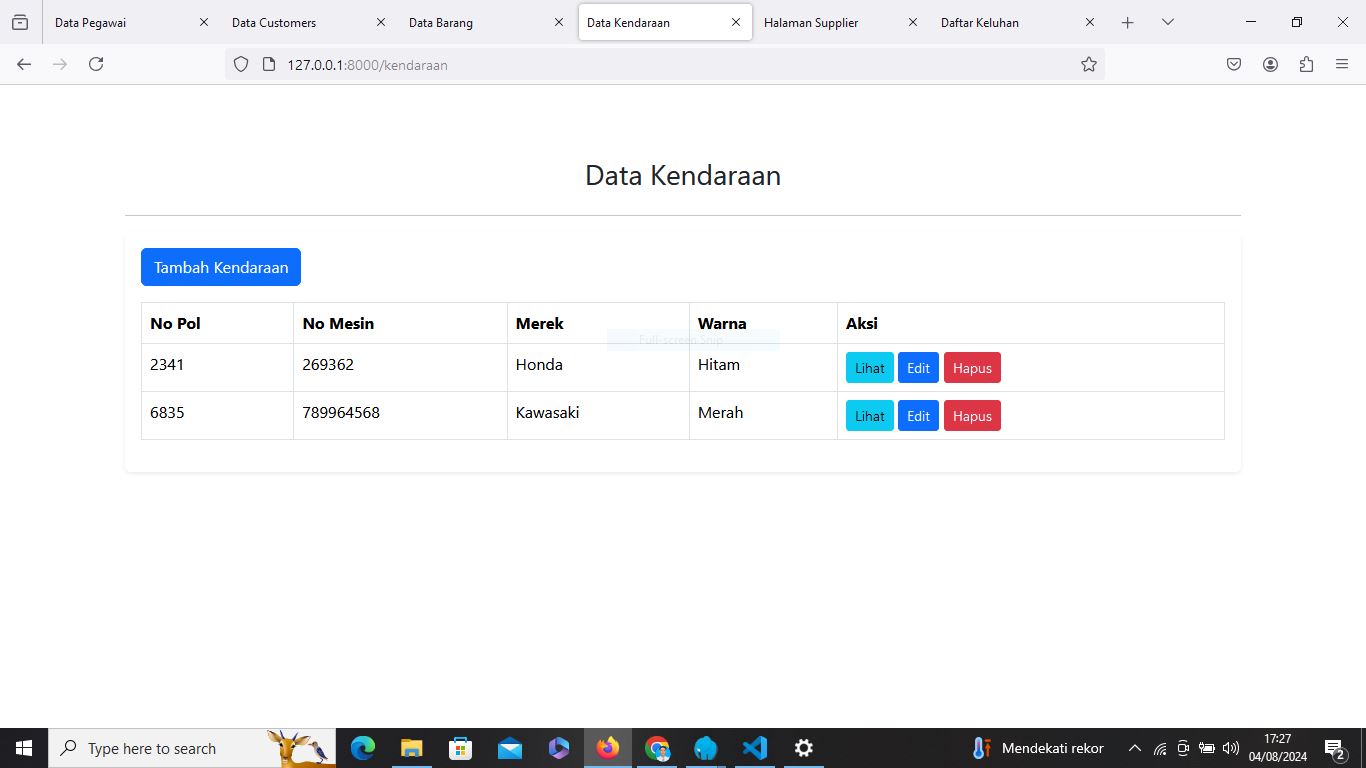 Data Pegawai
Data Customers
Data Barang
Data Kendaraan
Halaman Supplier
Daftar Keluhan
127.0.0.1:8000/kendaraan
Data Kendaraan
Tambah Kendaraan
No Pol No Mesin Merek Warna Aksi
Full-screen Snip
2341 269362 Honda Hitam Lihat Edit Hapus
6835 789964568 Kawasaki Merah Lihat Edit Hapus
Type here to search
Mendekati rekor
17:27
04/08/2024
2